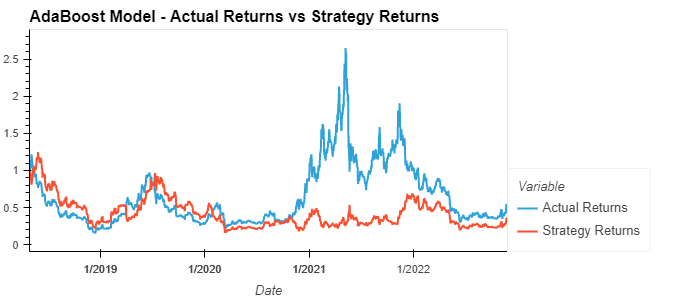 AdaBoost Model - Actual Returns vs Strategy Returns
2.5
2
1.5
1
0.5
0
1/2019
1/2020
1/2021
1/2022
Date
Variable
Actual Returns
Strategy Returns